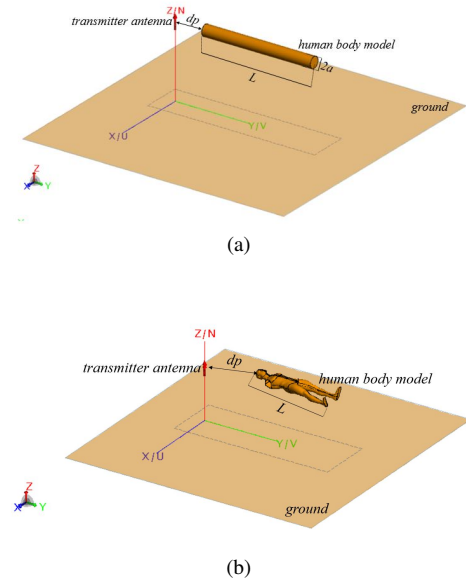 Z/N
transmitter antenna
dp
human body model
2a
L
ground
X/U
Y/V
Z
X
Y
(a)
Z/N
transmitter antenna
dp
human body model
L
X/U
Y/V
Z
X
Y
ground
(b)